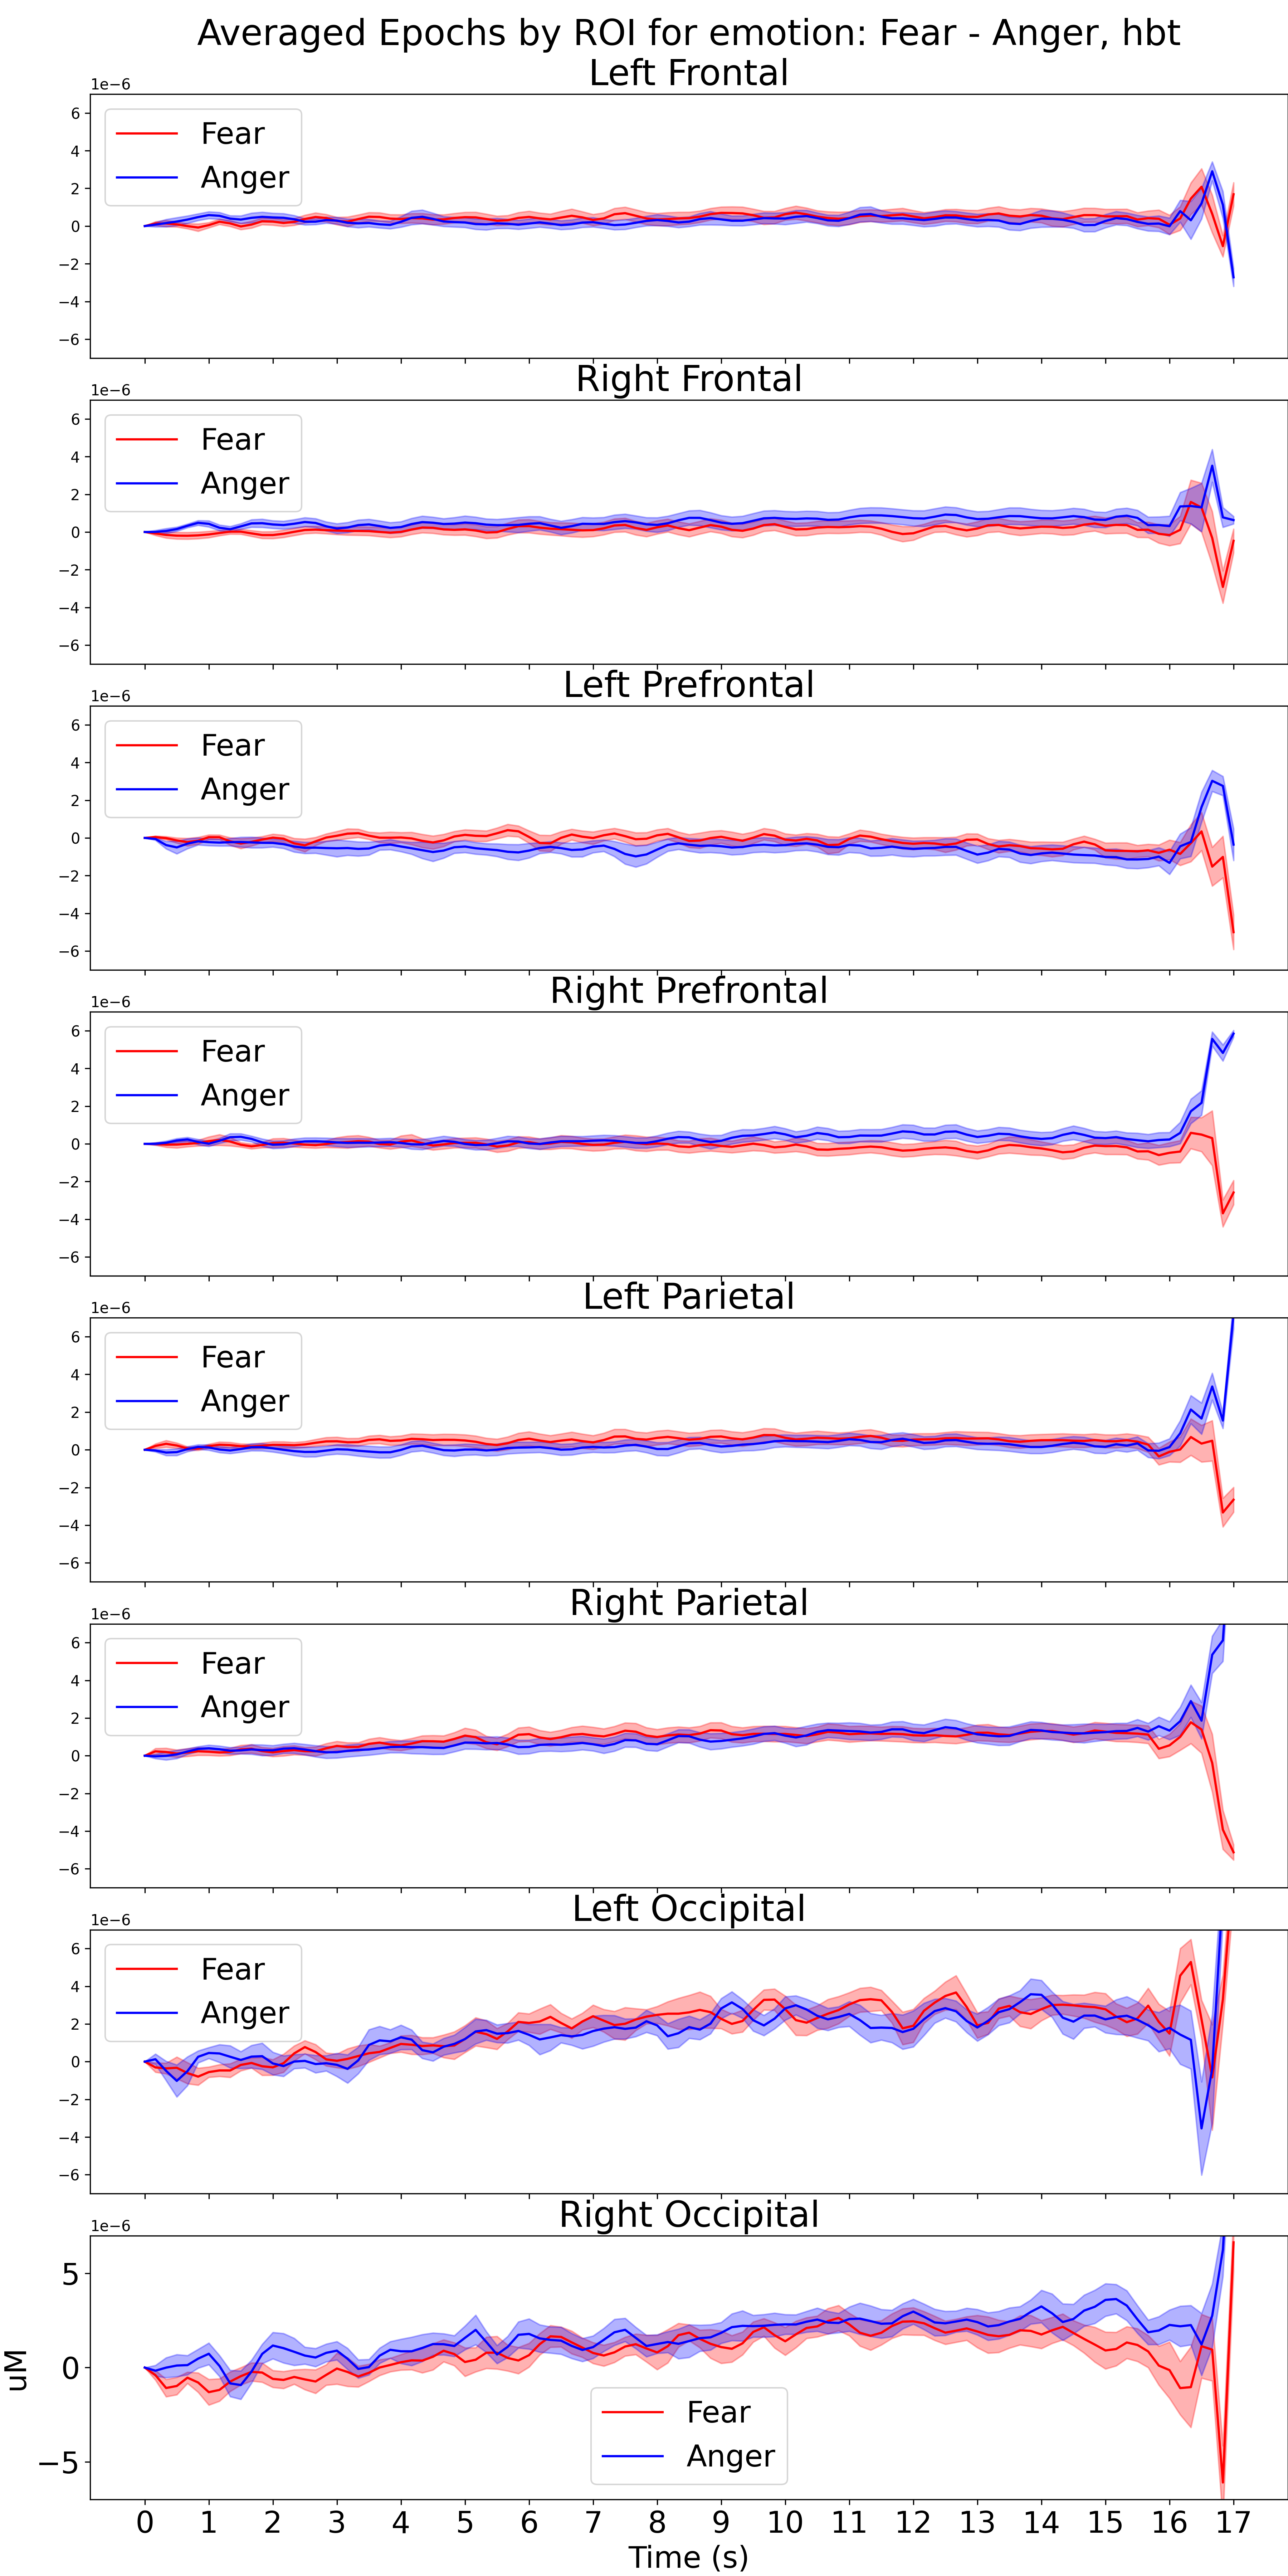 Averaged Epochs by ROI for emotion: Fear - Anger, hbt
Left Frontal
1e−6
6
4
2
0
−2
−4
−6
Fear
Anger
Right Frontal
1e−6
6
4
2
0
−2
−4
−6
Fear
Anger
Left Prefrontal
1e−6
6
4
2
0
−2
−4
−6
Fear
Anger
Right Prefrontal
1e−6
6
4
2
0
−2
−4
−6
Fear
Anger
Left Parietal
1e−6
6
4
2
0
−2
−4
−6
Fear
Anger
Right Parietal
1e−6
6
4
2
0
−2
−4
−6
Fear
Anger
Left Occipital
1e−6
6
4
2
0
−2
−4
−6
Fear
Anger
Right Occipital
1e−6
5
0
−5
uM
Fear
Anger
0 1 2 3 4 5 6 7 8 9 10 11 12 13 14 15 16 17
Time (s)